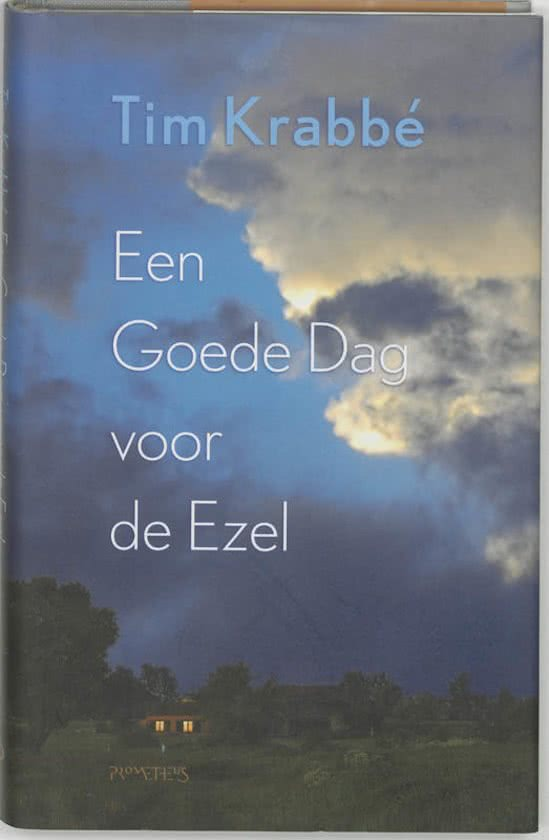 Tim Krabbé
Een
Goede Dag
voor
de Ezel
PROMETHEUS